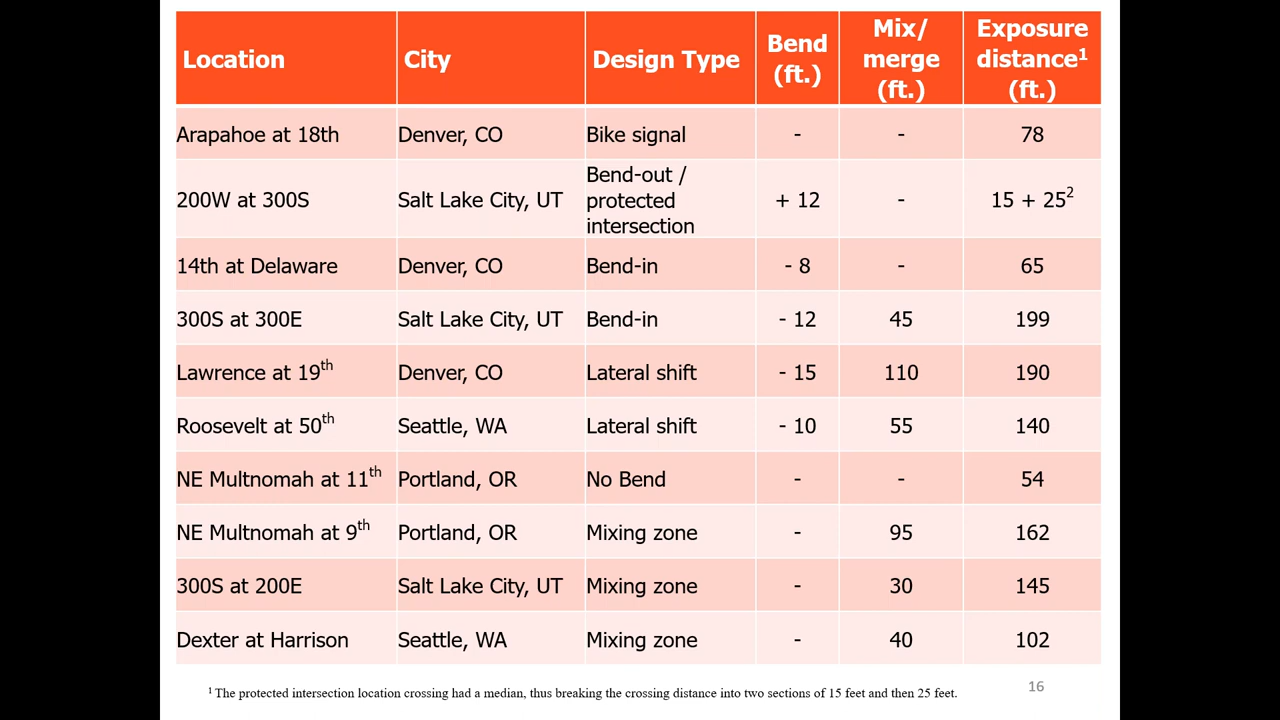 Location City Design Type Bend (ft.) Mix/ merge (ft.) Exposure distance¹ (ft.)
Arapahoe at 18th Denver, CO Bike signal - - 78
200W at 300S Salt Lake City, UT Bend-out / protected intersection + 12 - 15 + 25²
14th at Delaware Denver, CO Bend-in - 8 - 65
300S at 300E Salt Lake City, UT Bend-in - 12 45 199
Lawrence at 19th Denver, CO Lateral shift - 15 110 190
Roosevelt at 50th Seattle, WA Lateral shift - 10 55 140
NE Multnomah at 11th Portland, OR No Bend - - 54
NE Multnomah at 9th Portland, OR Mixing zone - 95 162
300S at 200E Salt Lake City, UT Mixing zone - 30 145
Dexter at Harrison Seattle, WA Mixing zone - 40 102
¹ The protected intersection location crossing had a median, thus breaking the crossing distance into two sections of 15 feet and then 25 feet.
16